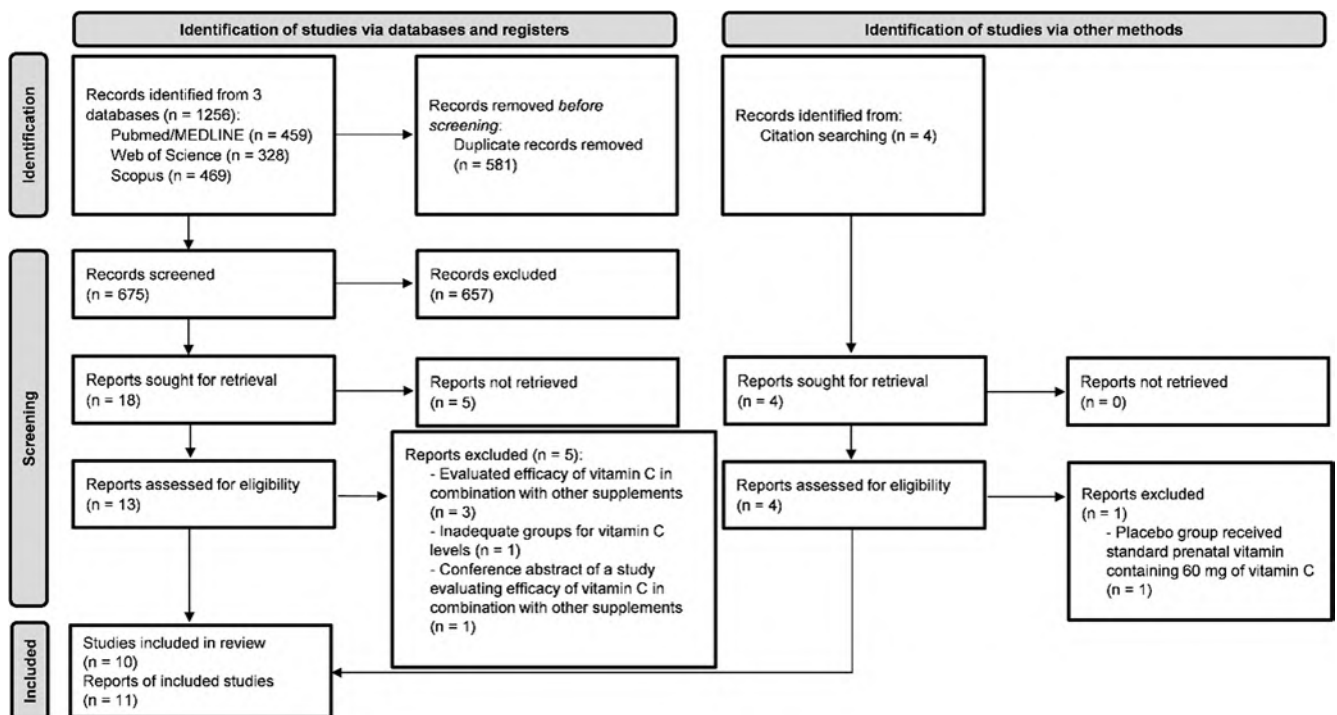 Identification of studies via databases and registers
Identification of studies via other methods
Identification
Records identified from 3
databases (n = 1256):
Pubmed/MEDLINE (n = 459)
Web of Science (n = 328)
Scopus (n = 469)
Records removed before
screening:
Duplicate records removed
(n = 581)
Records identified from:
Citation searching (n = 4)
Screening
Records screened
(n = 675)
Records excluded
(n = 657)
Reports sought for retrieval
(n = 18)
Reports not retrieved
(n = 5)
Reports sought for retrieval
(n = 4)
Reports not retrieved
(n = 0)
Reports assessed for eligibility
(n = 13)
Reports excluded (n = 5):
- Evaluated efficacy of vitamin C in
combination with other supplements
(n = 3)
- Inadequate groups for vitamin C
levels (n = 1)
- Conference abstract of a study
evaluating efficacy of vitamin C in
combination with other supplements
(n = 1)
Reports assessed for eligibility
(n = 4)
Reports excluded
(n = 1)
- Placebo group received
standard prenatal vitamin
containing 60 mg of vitamin C
(n = 1)
Included
Studies included in review
(n = 10)
Reports of included studies
(n = 11)